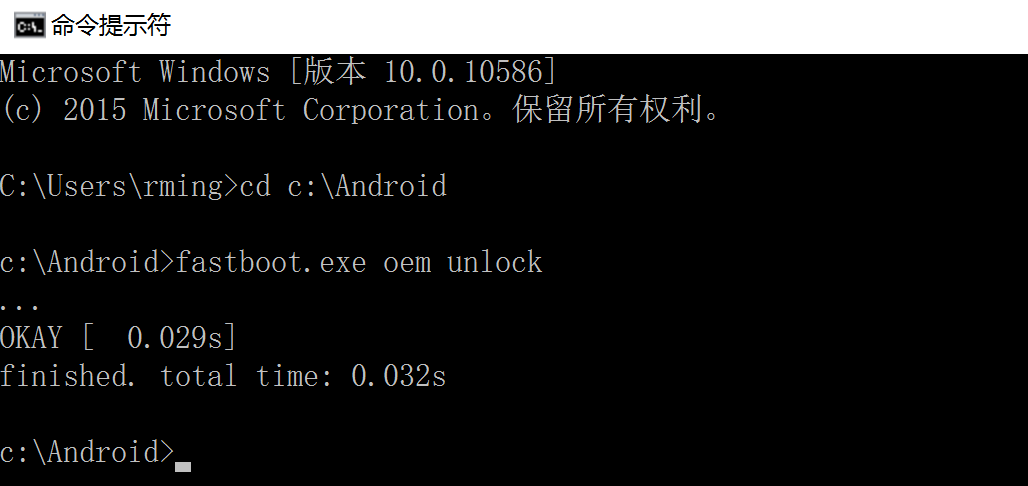 命令提示符
Microsoft Windows [版本 10.0.10586]
(c) 2015 Microsoft Corporation。保留所有权利。
C:\Users\rming>cd c:\Android
c:\Android>fastboot.exe oem unlock
...
OKAY [  0.029s]
finished. total time: 0.032s
c:\Android>